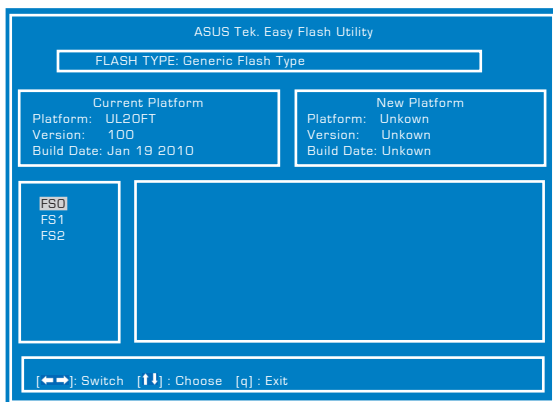 ASUS Tek. Easy Flash Utility
FLASH TYPE: Generic Flash Type
Current Platform
Platform: UL20FT
Version: 100
Build Date: Jan 19 2010
New Platform
Platform: Unkown
Version: Unkown
Build Date: Unkown
FS0
FS1
FS2
[←→]: Switch [↑↓] : Choose [q] : Exit